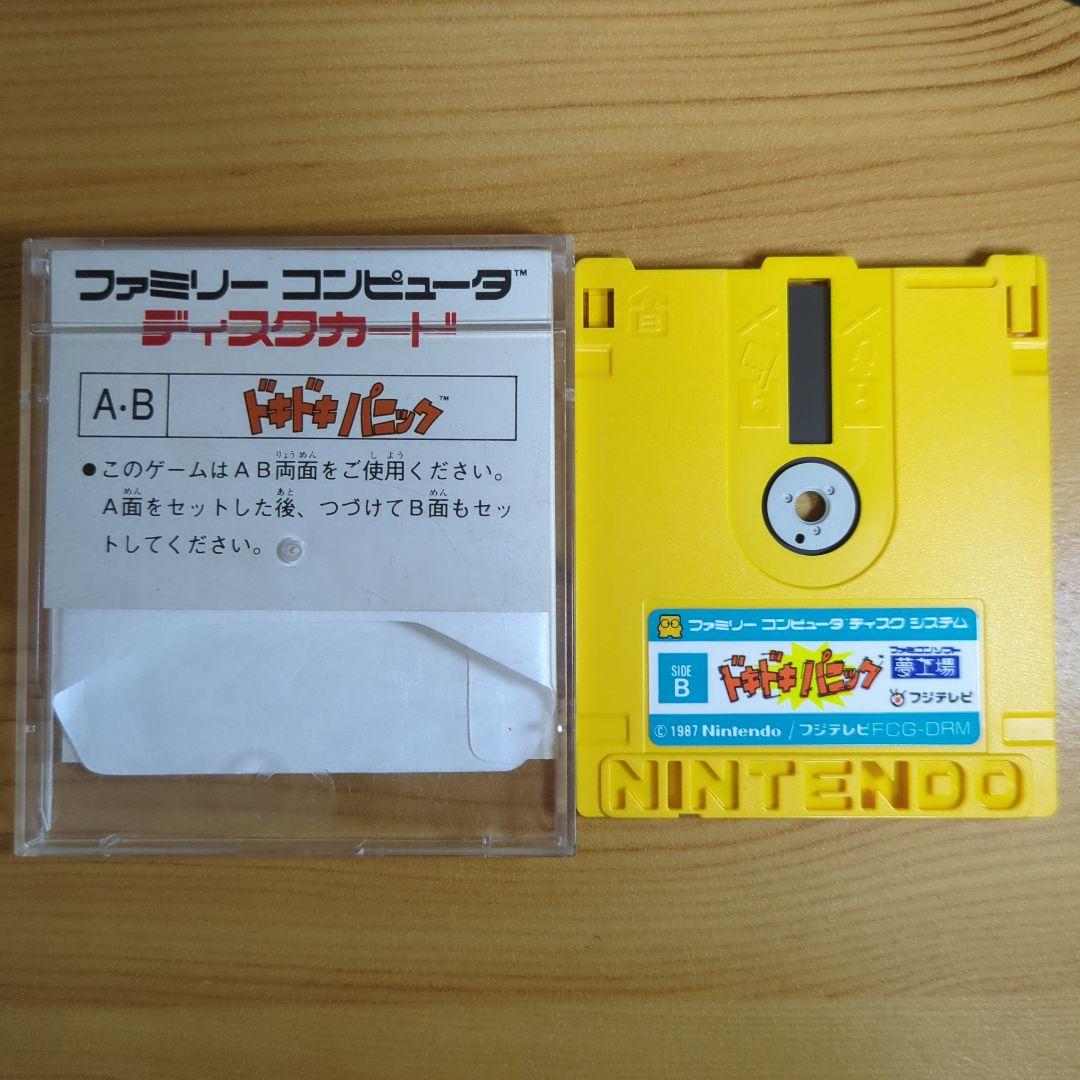 ファミリー コンピュータ™
ディスクカード
A・B
ドキドキパニック™
●このゲームはAB両面をご使用ください。
りょうめん
しよう
A面をセットした後、つづけてB面もセッ
めん
あと
めん
トしてください。
ファミリー コンピュータ ディスク システム
SIDE
B
ドキドキパニック™
ファミコンソフト
夢工場
フジテレビ
© 1987 Nintendo / フジテレビ FCG-DRM
NINTENDO